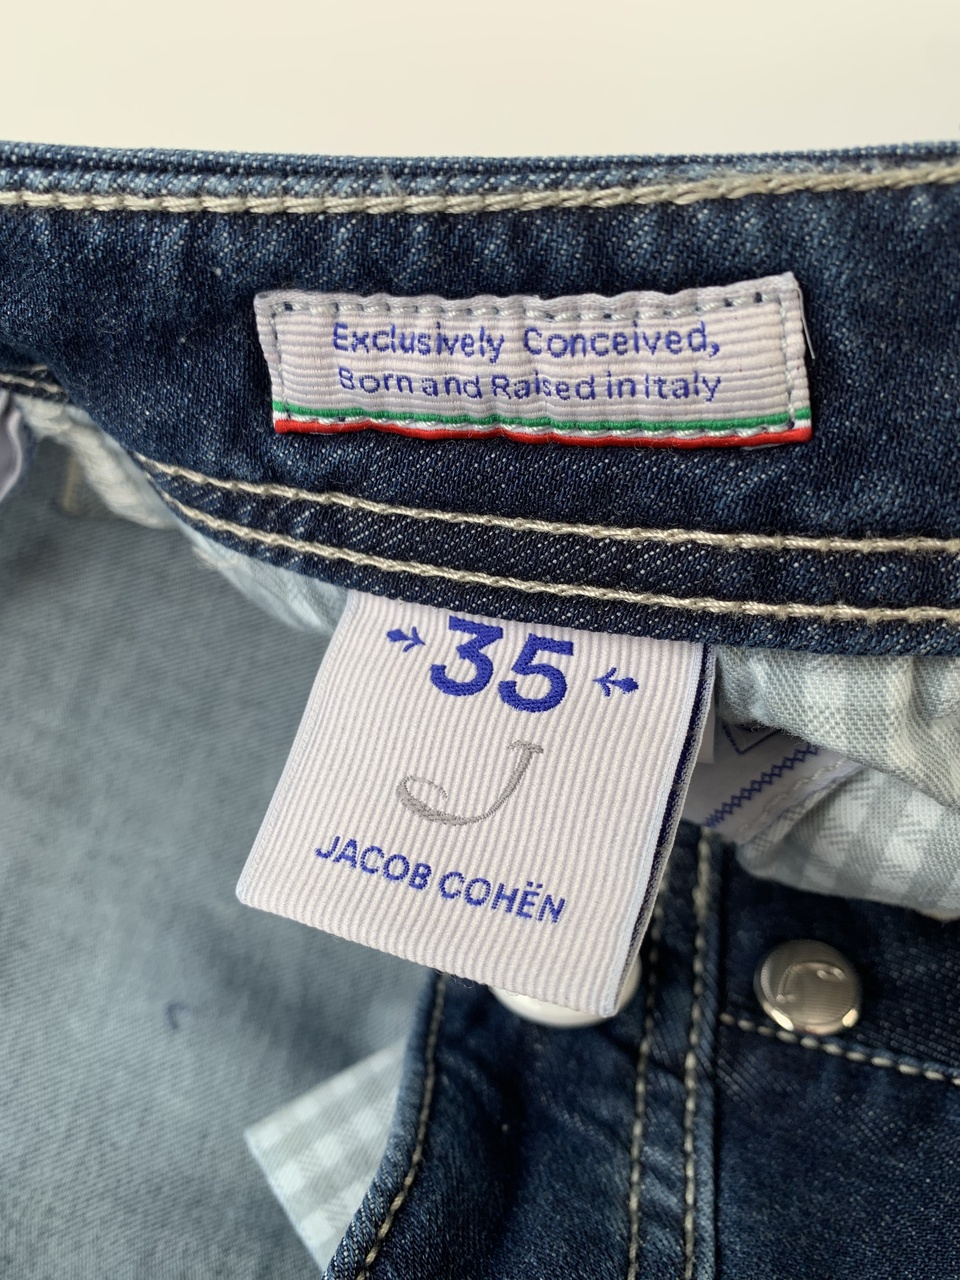 Exclusively Conceived,
Born and Raised in Italy
35
J
JACOB COHËN